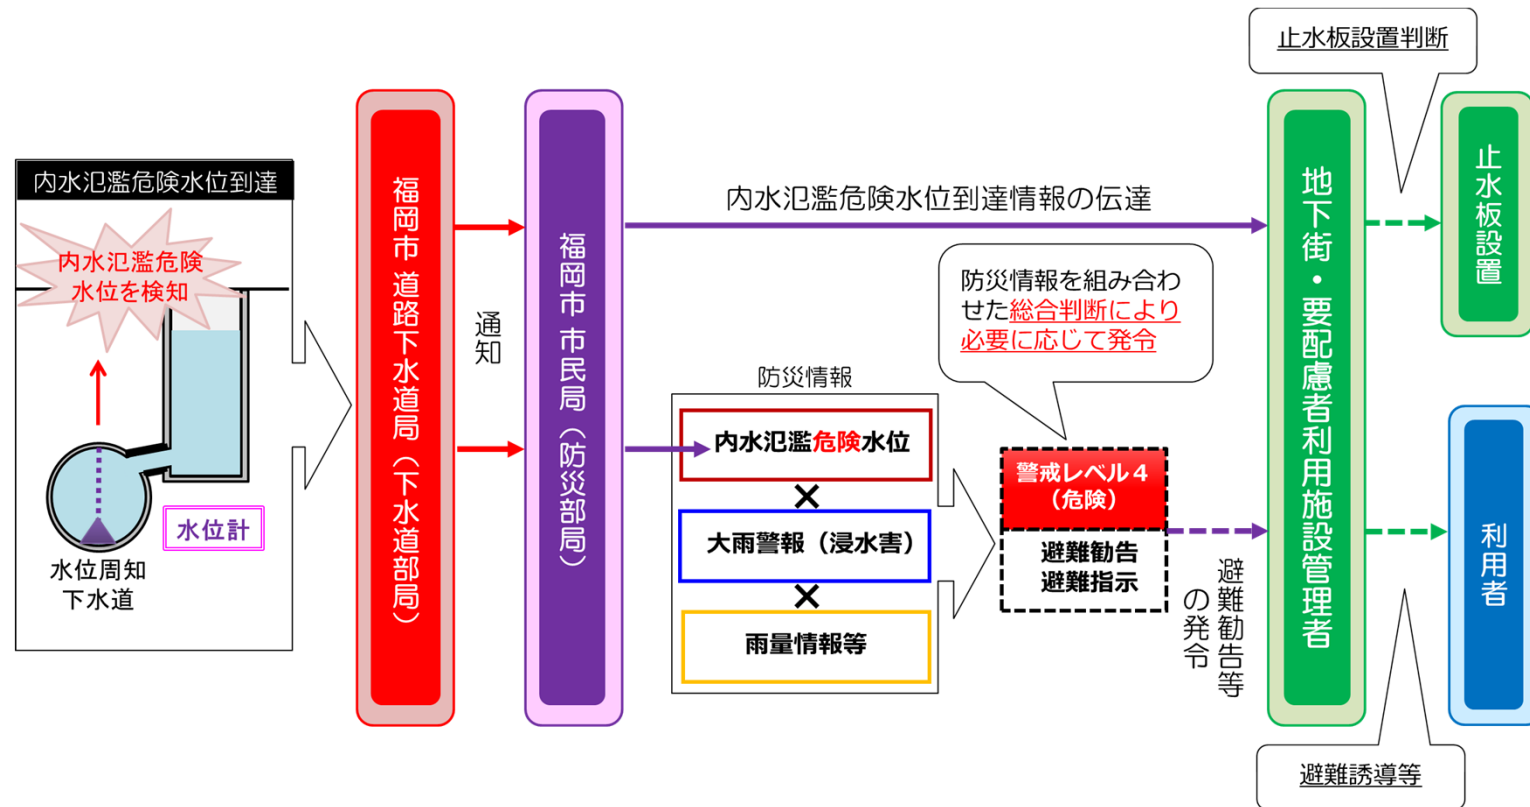 内水氾濫危険水位到達
内水氾濫危険
水位を検知
水位計
水位周知
下水道
福岡市 道路下水道局（下水道部局）
通知
福岡市 市民局（防災部局）
内水氾濫危険水位到達情報の伝達
防災情報を組み合わ
せた総合判断により
必要に応じて発令
防災情報
内水氾濫危険水位
×
大雨警報（浸水害）
×
雨量情報等
警戒レベル４
（危険）
避難勧告
避難指示
避難勧告等
の発令
地下街・要配慮者利用施設管理者
止水板設置判断
止水板設置
利用者
避難誘導等